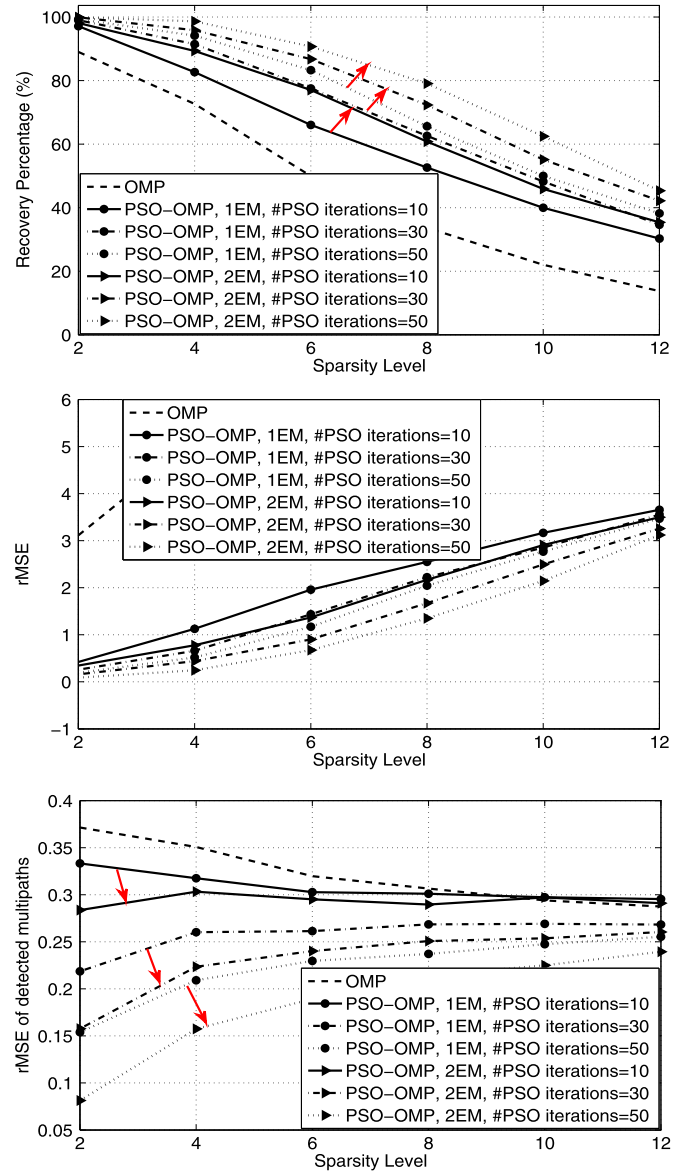 100
80
60
40
20
0
Recovery Percentage (%)
OMP
PSO−OMP, 1EM, #PSO iterations=10
PSO−OMP, 1EM, #PSO iterations=30
PSO−OMP, 1EM, #PSO iterations=50
PSO−OMP, 2EM, #PSO iterations=10
PSO−OMP, 2EM, #PSO iterations=30
PSO−OMP, 2EM, #PSO iterations=50
2 4 6 8 10 12
Sparsity Level
6
5
4
3
2
1
0
−1
rMSE
OMP
PSO−OMP, 1EM, #PSO iterations=10
PSO−OMP, 1EM, #PSO iterations=30
PSO−OMP, 1EM, #PSO iterations=50
PSO−OMP, 2EM, #PSO iterations=10
PSO−OMP, 2EM, #PSO iterations=30
PSO−OMP, 2EM, #PSO iterations=50
2 4 6 8 10 12
Sparsity Level
0.4
0.35
0.3
0.25
0.2
0.15
0.1
0.05
rMSE of detected multipaths
OMP
PSO−OMP, 1EM, #PSO iterations=10
PSO−OMP, 1EM, #PSO iterations=30
PSO−OMP, 1EM, #PSO iterations=50
PSO−OMP, 2EM, #PSO iterations=10
PSO−OMP, 2EM, #PSO iterations=30
PSO−OMP, 2EM, #PSO iterations=50
2 4 6 8 10 12
Sparsity Level